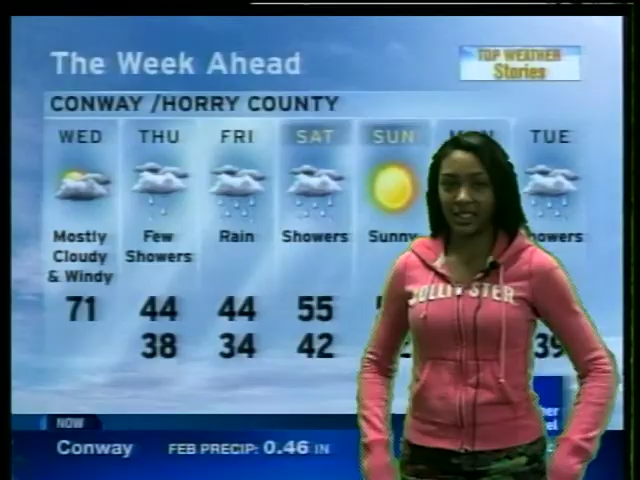 The Week Ahead
TOP WEATHER
Stories
CONWAY /HORRY COUNTY
WED THU FRI SAT SUN TUE
Mostly Cloudy & Windy
Few Showers
Rain
Showers
Sunny
71 44 44 55
38 34 42 39
NOW
Conway FEB PRECIP: 0.46 IN